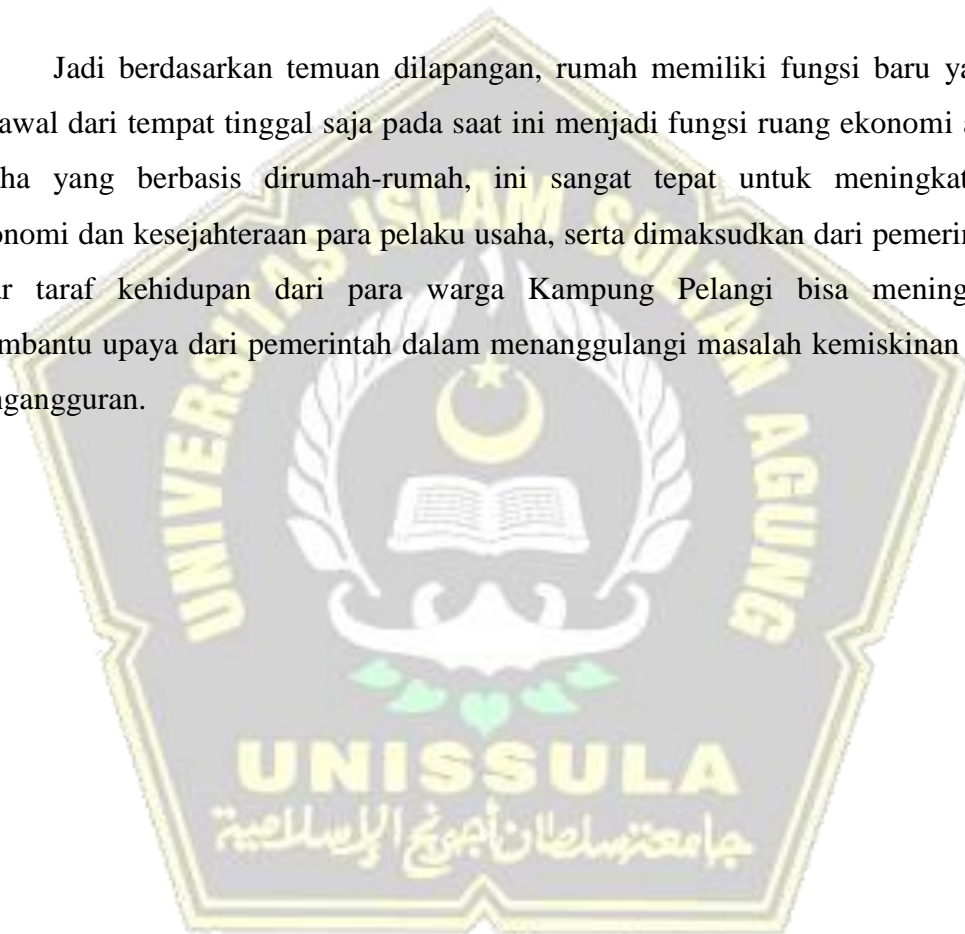 Jadi berdasarkan temuan dilapangan, rumah memiliki fungsi baru ya
awal dari tempat tinggal saja pada saat ini menjadi fungsi ruang ekonomi a
ha yang berbasis dirumah-rumah, ini sangat tepat untuk meningkat
onomi dan kesejahteraan para pelaku usaha, serta dimaksudkan dari pemerin
ar taraf kehidupan dari para warga Kampung Pelangi bisa mening
mbantu upaya dari pemerintah dalam menanggulangi masalah kemiskinan
ngangguran.
UNIVERSITAS ISLAM SULTAN AGUNG
UNISSULA
جامعة سلطان أجونج الإسلامية